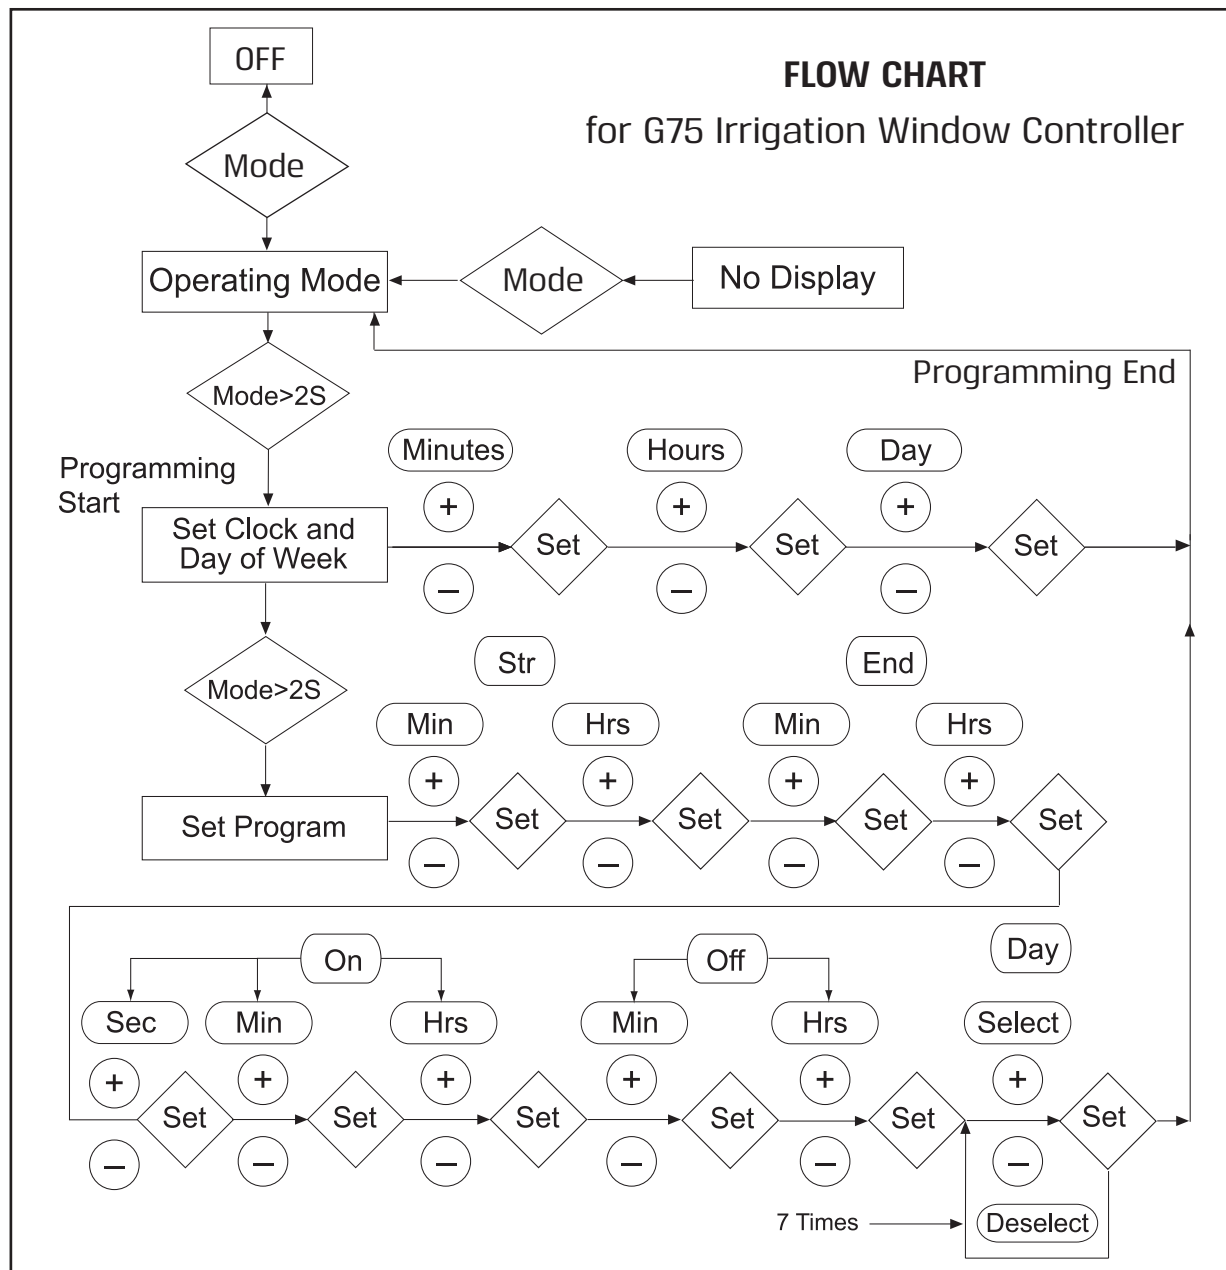 OFF
FLOW CHART
for G75 Irrigation Window Controller
Mode
Operating Mode
Mode
No Display
Mode>2S
Programming End
Programming
Start
Minutes
Hours
Day
+
+
+
Set Clock and
Day of Week
Set
Set
Set
−
−
−
Mode>2S
Str
End
Min
Hrs
Min
Hrs
+
+
+
+
Set Program
Set
Set
Set
Set
−
−
−
−
On
Off
Day
Sec
Min
Hrs
Min
Hrs
Select
+
+
+
+
+
+
Set
Set
Set
Set
Set
Set
−
−
−
−
−
−
7 Times
Deselect